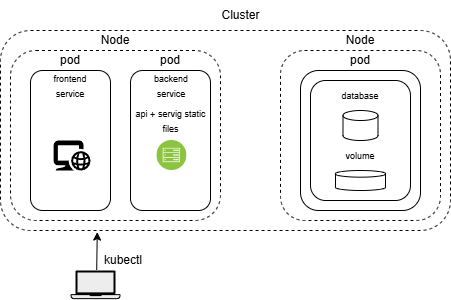 Cluster
Node
Node
pod
pod
pod
frontend
service
backend
service
api + servig static
files
database
volume
kubectl